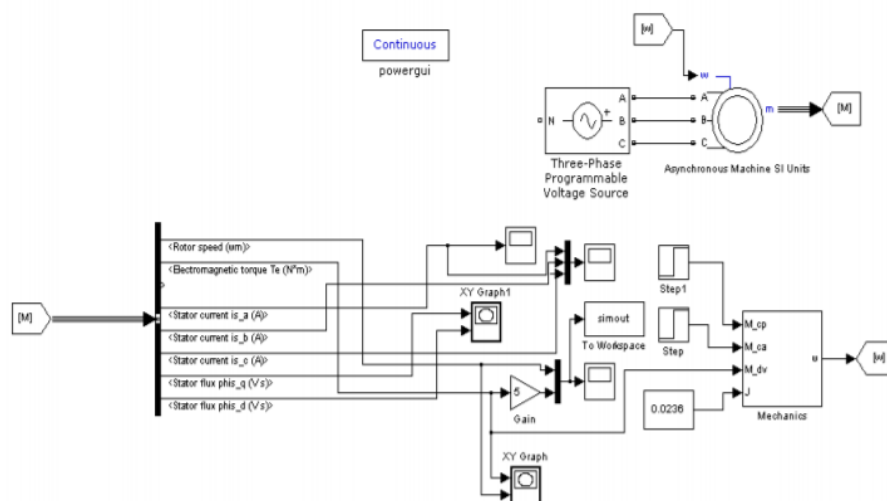 [w]
Continuous
powergui
w
A
A
m
[M]
N
+
B
B
C
C
Three-Phase
Programmable
Voltage Source
Asynchronous Machine SI Units
<Rotor speed (wm)>
<Electromagnetic torque Te (N*m)>
Step1
XY Graph1
[M]
<Stator current is_a (A)>
simout
M_cp
<Stator current is_b (A)>
To Workspace
Step
M_ca
[w]
<Stator current is_c (A)>
M_dv
<Stator flux phis_q (V s)>
5
0.0236
J
<Stator flux phis_d (V s)>
Gain
Mechanics
XY Graph